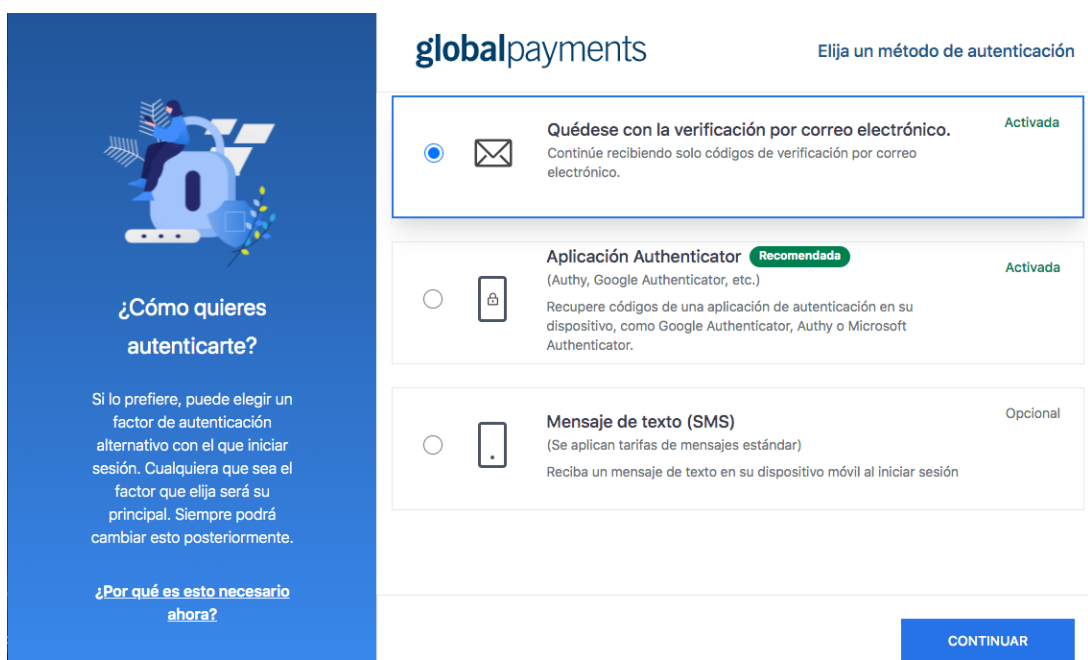 globalpayments
Elija un método de autenticación
¿Cómo quieres
autenticarte?
Si lo prefiere, puede elegir un
factor de autenticación
alternativo con el que iniciar
sesión. Cualquiera que sea el
factor que elija será su
principal. Siempre podrá
cambiar esto posteriormente.
¿Por qué es esto necesario
ahora?
Quédese con la verificación por correo electrónico.
Activada
Continúe recibiendo solo códigos de verificación por correo
electrónico.
Aplicación Authenticator Recomendada
Activada
(Authy, Google Authenticator, etc.)
Recupere códigos de una aplicación de autenticación en su
dispositivo, como Google Authenticator, Authy o Microsoft
Authenticator.
Mensaje de texto (SMS)
Opcional
(Se aplican tarifas de mensajes estándar)
Reciba un mensaje de texto en su dispositivo móvil al iniciar sesión
CONTINUAR